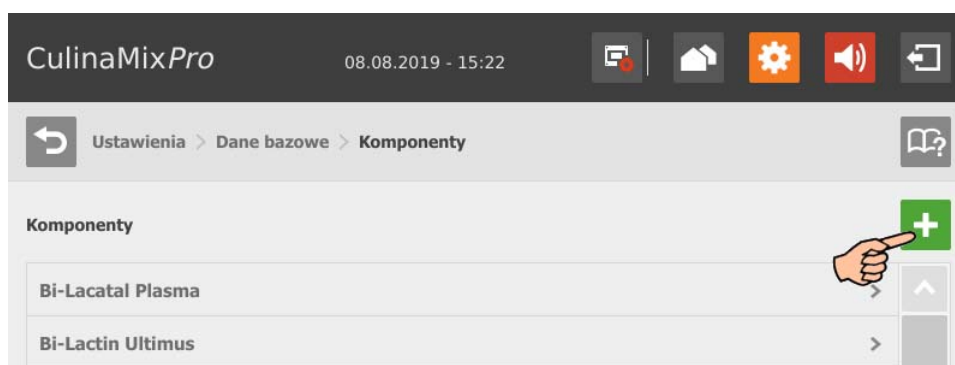 CulinaMixPro 08.08.2019 - 15:22
Ustawienia > Dane bazowe > Komponenty
Komponenty
Bi-Lacatal Plasma
Bi-Lactin Ultimus